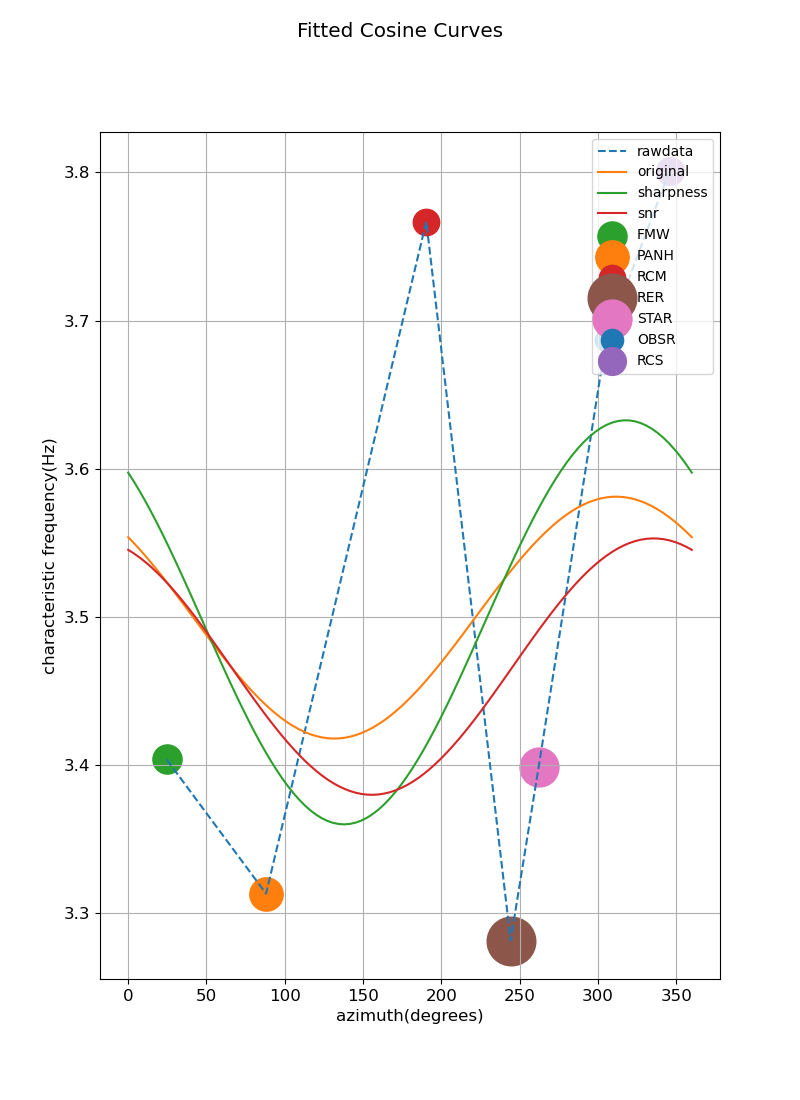 Fitted Cosine Curves
rawdata
original
sharpness
snr
FMW
PANH
RCM
RER
STAR
OBSR
RCS
3.8
3.7
3.6
3.5
3.4
3.3
characteristic frequency(Hz)
0 50 100 150 200 250 300 350
azimuth(degrees)